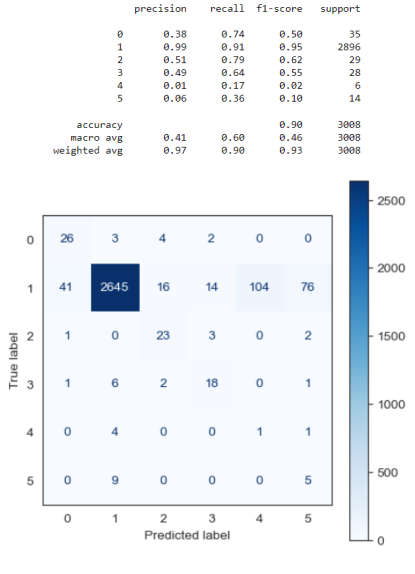 precision recall f1-score support
0 0.38 0.74 0.50 35
1 0.99 0.91 0.95 2896
2 0.51 0.79 0.62 29
3 0.49 0.64 0.55 28
4 0.01 0.17 0.02 6
5 0.06 0.36 0.10 14
accuracy 0.90 3008
macro avg 0.41 0.60 0.46 3008
weighted avg 0.97 0.90 0.93 3008
0 26 3 4 2 0 0
1 41 2645 16 14 104 76
2 1 0 23 3 0 2
3 1 6 2 18 0 1
4 0 4 0 0 1 1
5 0 9 0 0 0 5
0 1 2 3 4 5
Predicted label
True label
2500
2000
1500
1000
500
0